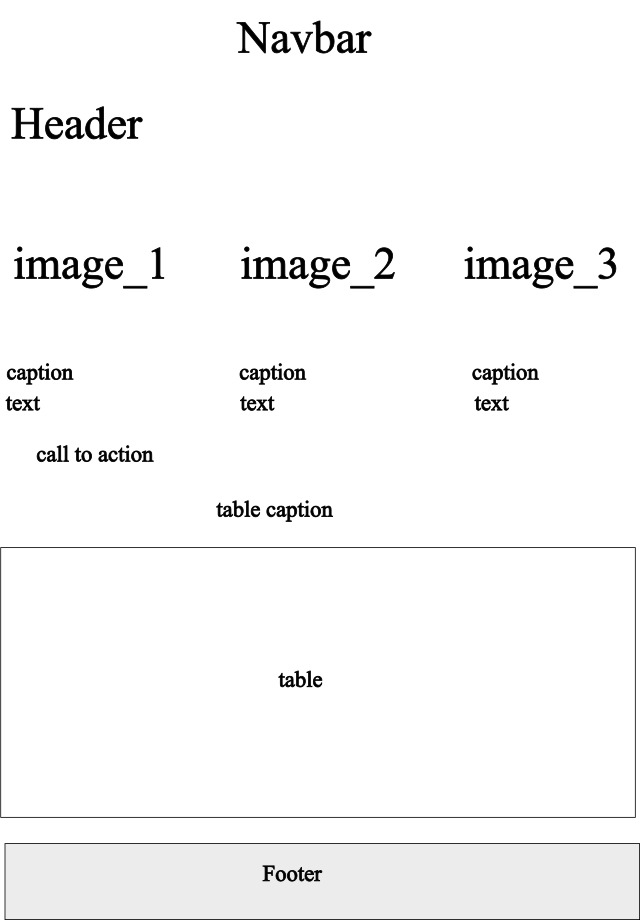 Navbar
Header
image_1 image_2 image_3
caption caption caption
text text text
call to action
table caption
table
Footer